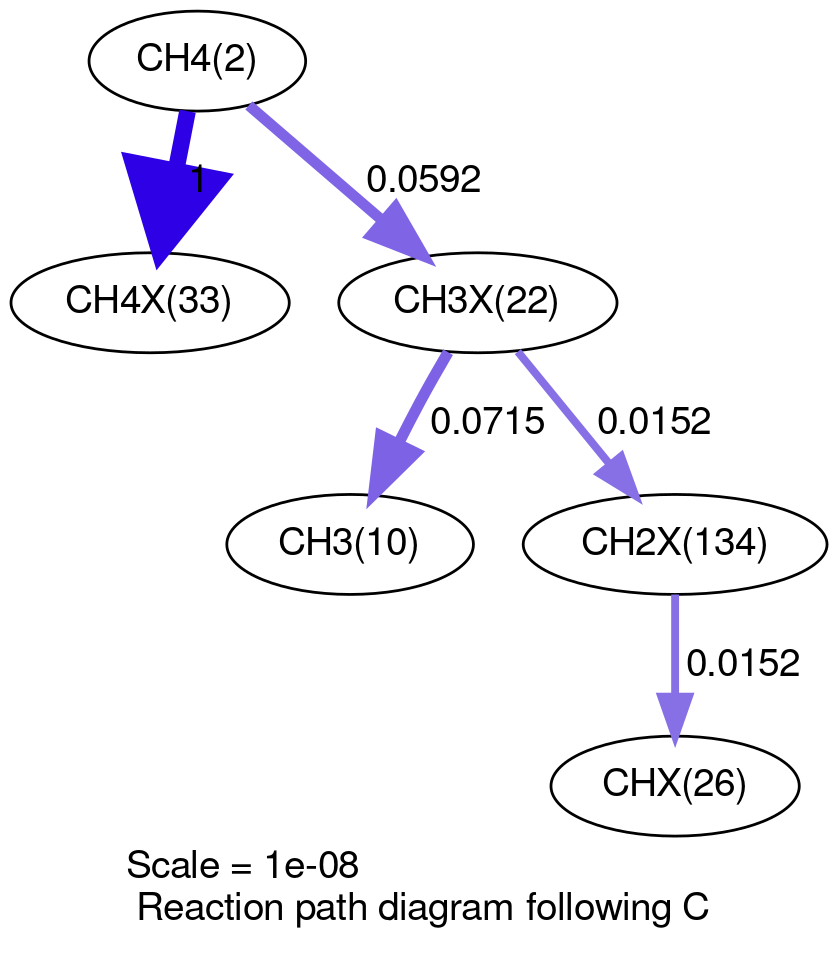 CH4(2)
1
0.0592
CH4X(33)
CH3X(22)
0.0715
0.0152
CH3(10)
CH2X(134)
0.0152
CHX(26)
Scale = 1e-08
Reaction path diagram following C